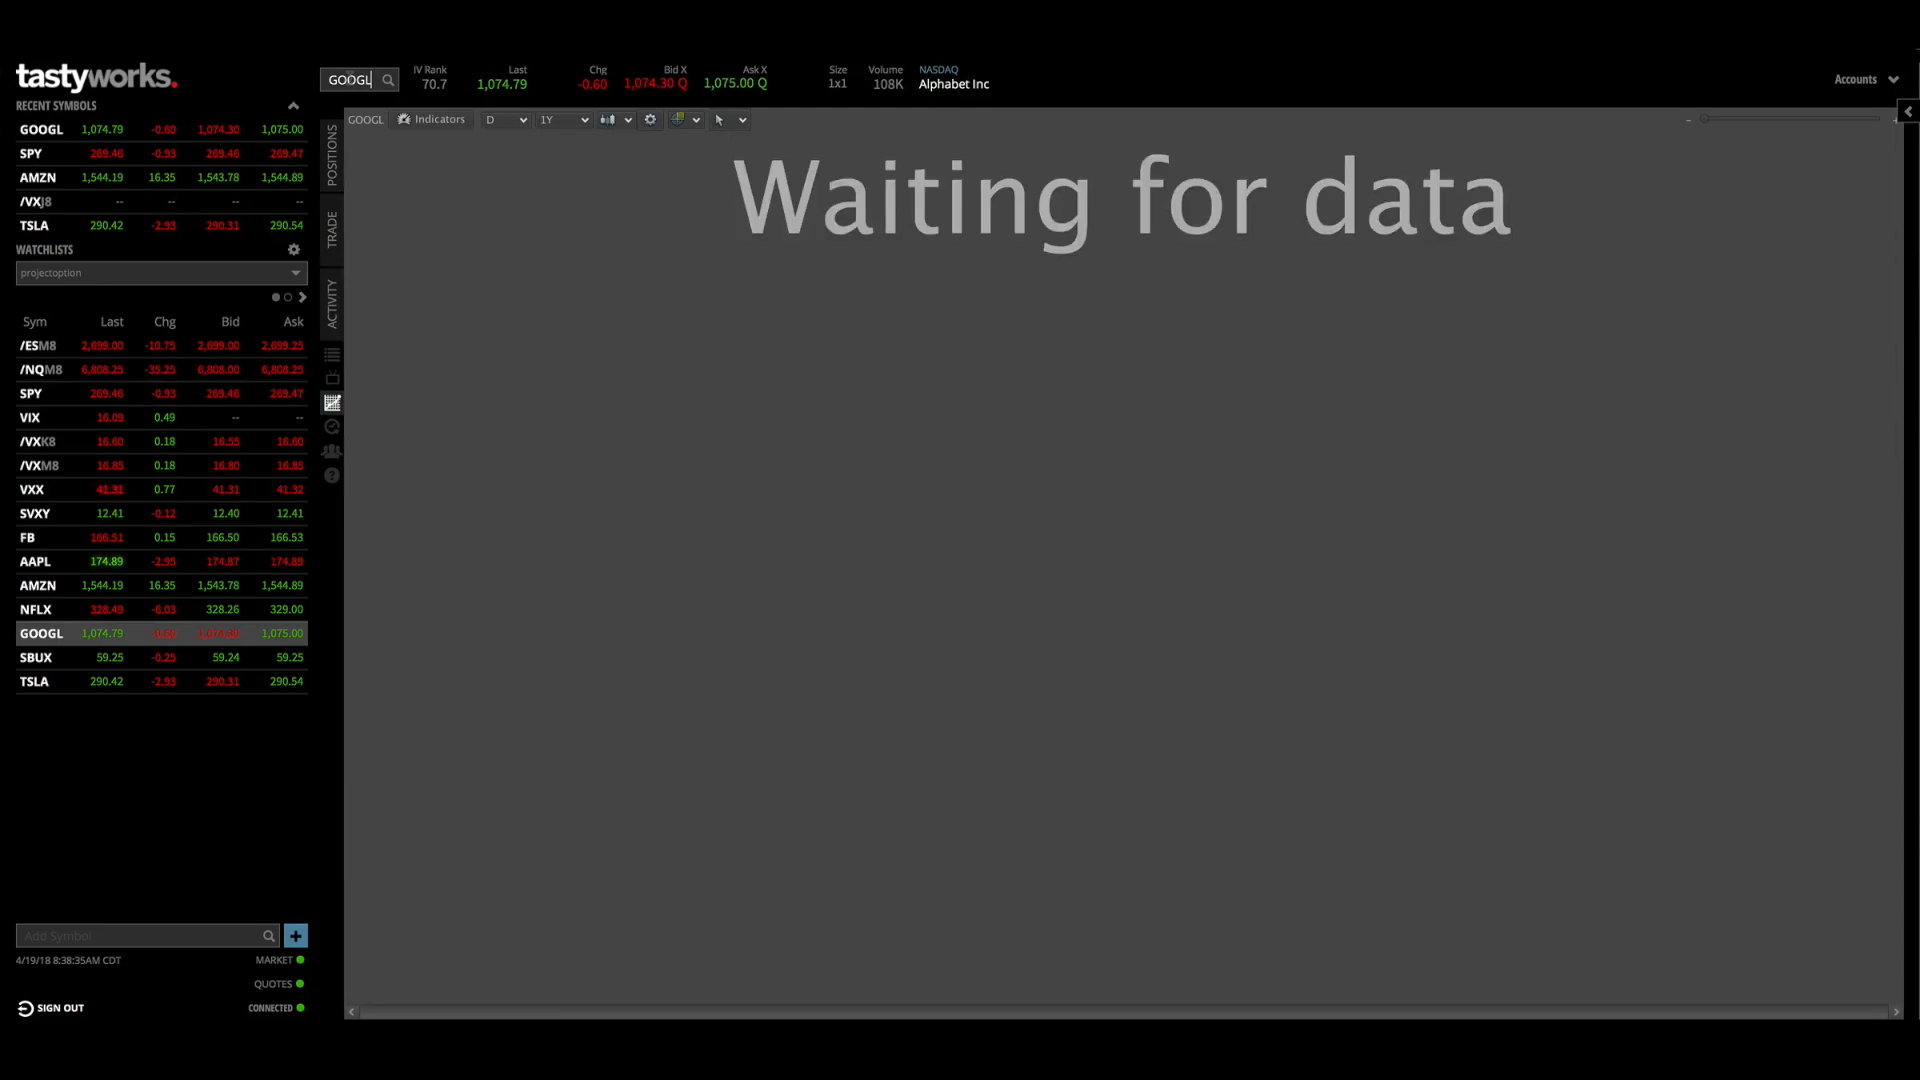 tastyworks.
RECENT SYMBOLS
GOOGL 1,074.79 -0.60 1,074.30 1,075.00
SPY 269.46 -0.93 269.46 269.47
AMZN 1,544.19 16.35 1,543.78 1,544.89
/VXJ8 -- -- -- --
TSLA 290.42 -2.93 290.31 290.54
WATCHLISTS
projectoption
Sym Last Chg Bid Ask
/ESM8 2,699.00 -10.75 2,699.00 2,699.25
/NQM8 6,808.25 -35.25 6,808.00 6,808.25
SPY 269.46 -0.93 269.46 269.47
VIX 16.09 0.49 -- --
/VXK8 16.60 0.18 16.55 16.60
/VXM8 16.85 0.18 16.80 16.85
VXX 41.31 0.77 41.31 41.32
SVXY 12.41 -0.12 12.40 12.41
FB 166.51 0.15 166.50 166.53
AAPL 174.89 -2.95 174.87 174.89
AMZN 1,544.19 16.35 1,543.78 1,544.89
NFLX 328.49 -6.03 328.26 329.00
GOOGL 1,074.79 -0.60 1,074.30 1,075.00
SBUX 59.25 -0.25 59.24 59.25
TSLA 290.42 -2.93 290.31 290.54
Add Symbol
4/19/18 8:38:35AM CDT MARKET
QUOTES
SIGN OUT CONNECTED
POSITIONS
TRADE
ACTIVITY
GOOGL
IV Rank Last Chg Bid X Ask X Size Volume NASDAQ
70.7 1,074.79 -0.60 1,074.30 Q 1,075.00 Q 1x1 108K Alphabet Inc
Accounts
GOOGL Indicators D 1Y
Waiting for data